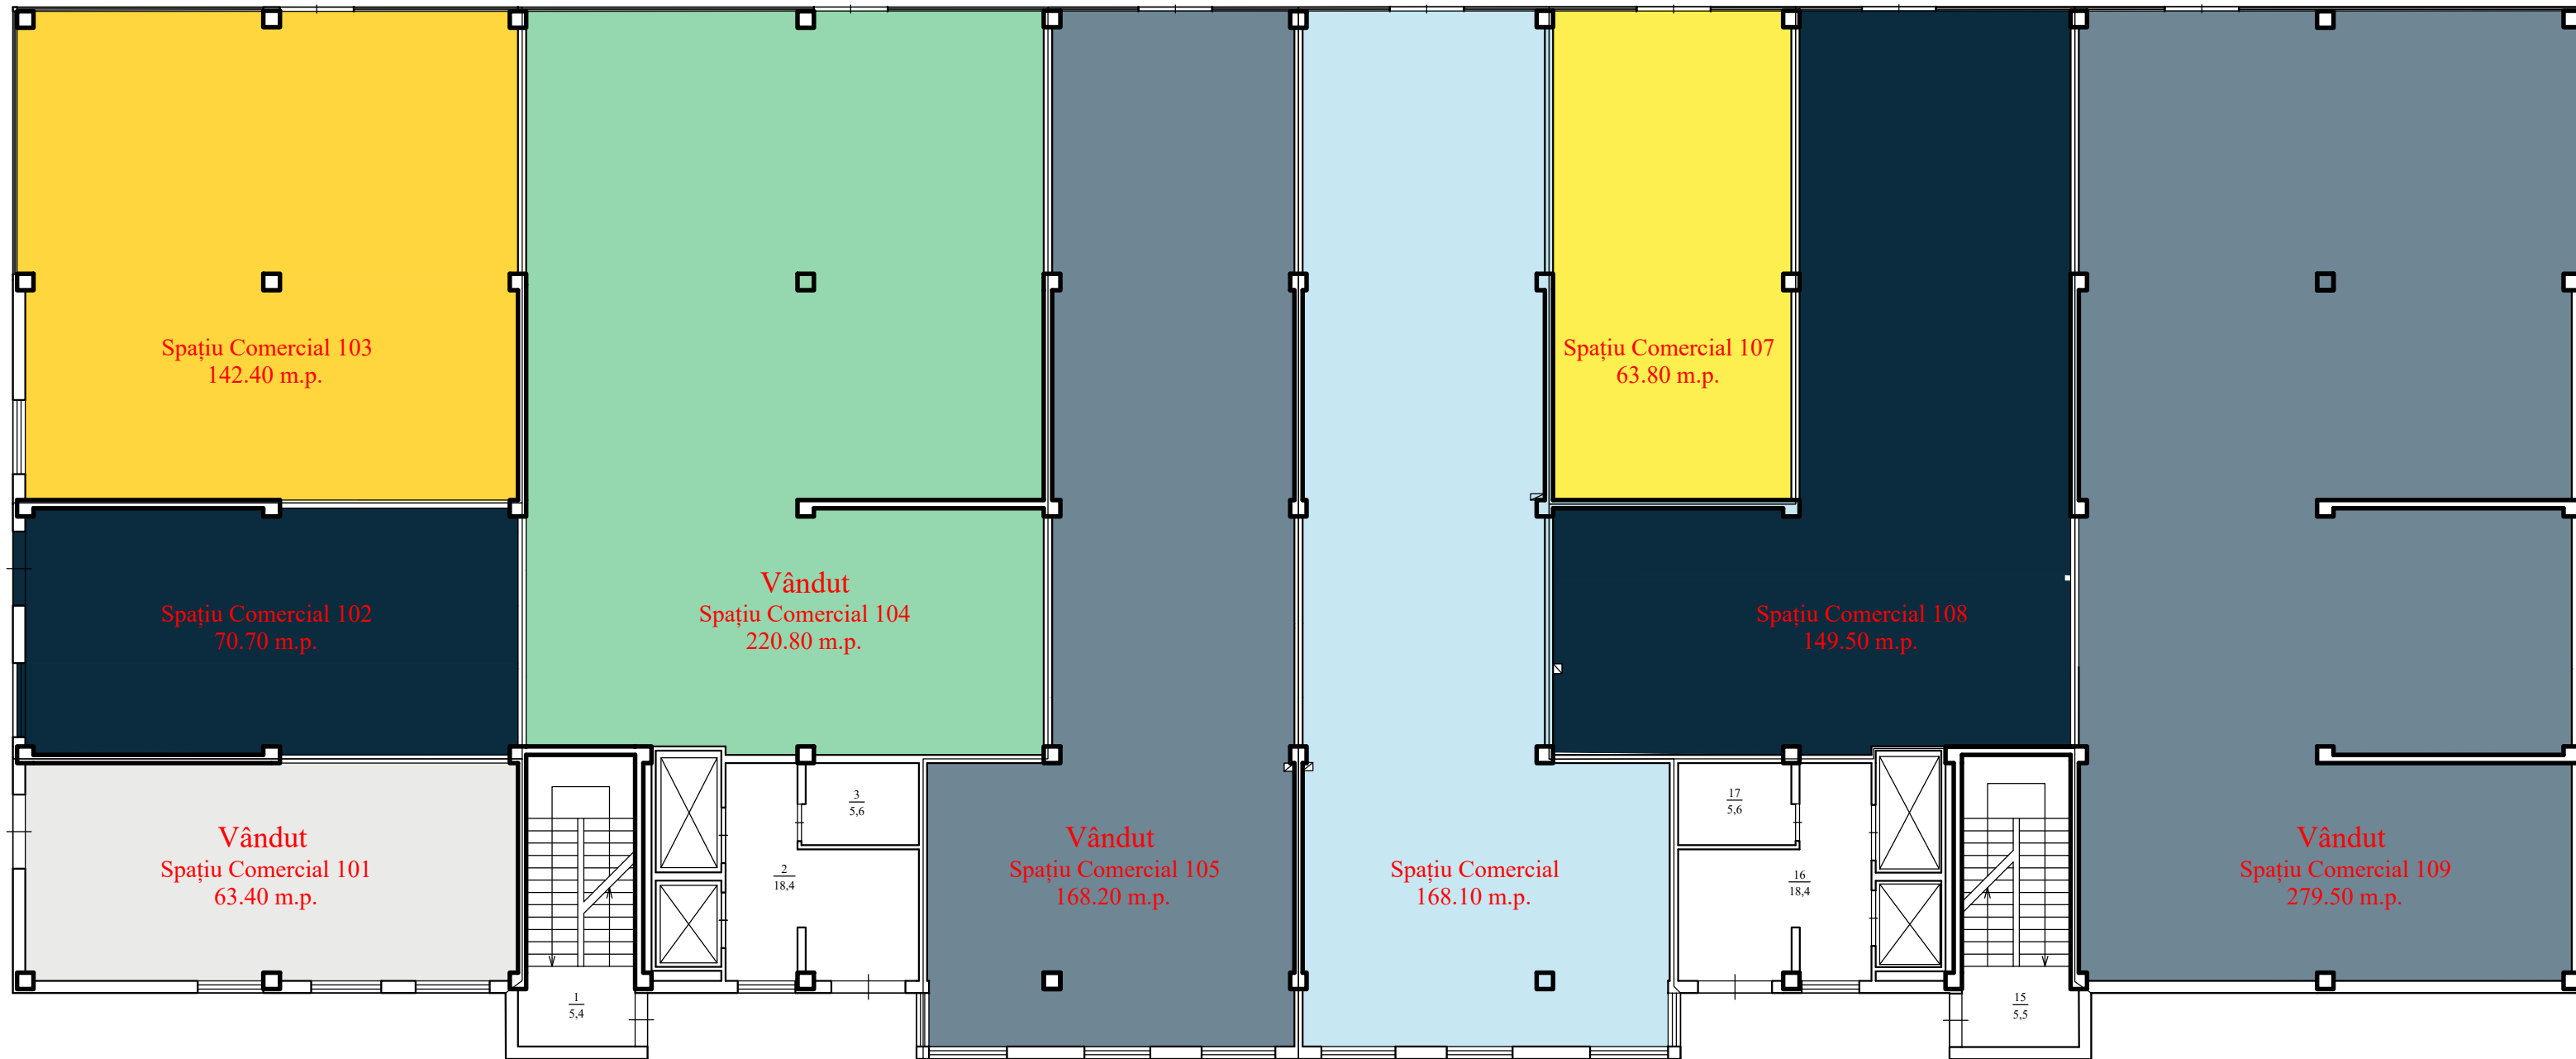 Spațiu Comercial 103
142.40 m.p.
Spațiu Comercial 107
63.80 m.p.
Spațiu Comercial 102
70.70 m.p.
Vândut
Spațiu Comercial 104
220.80 m.p.
Spațiu Comercial 108
149.50 m.p.
Vândut
Spațiu Comercial 101
63.40 m.p.
3
5,6
2
18,4
Vândut
Spațiu Comercial 105
168.20 m.p.
Spațiu Comercial
168.10 m.p.
17
5,6
16
18,4
Vândut
Spațiu Comercial 109
279.50 m.p.
1
5,4
15
5,5